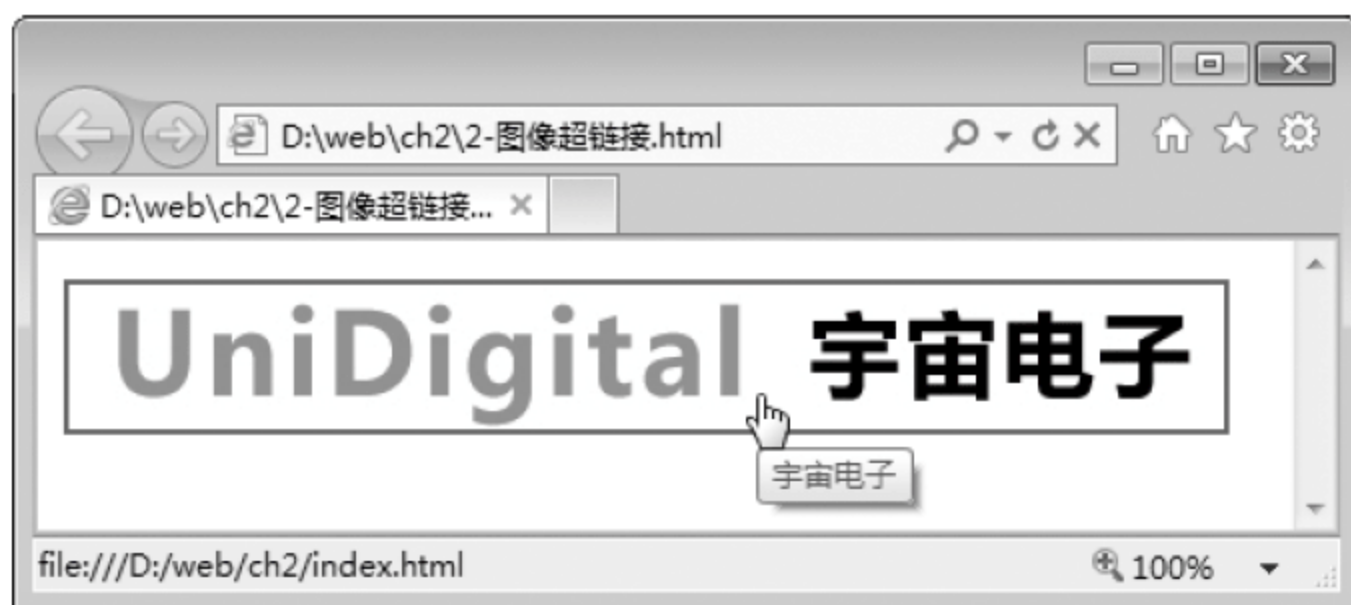 D:\web\ch2\2-图像超链接.html
D:\web\ch2\2-图像超链接...
UniDigital 宇宙电子
宇宙电子
file:///D:/web/ch2/index.html 100%